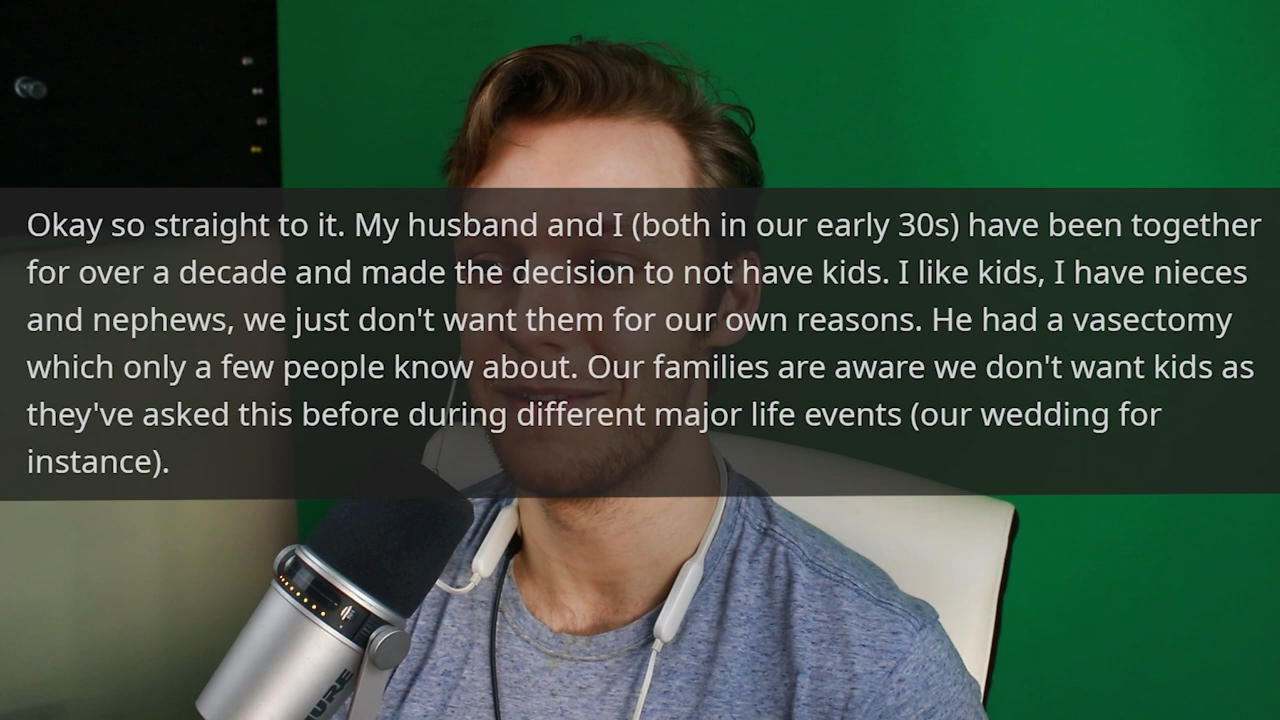 Okay so straight to it. My husband and I (both in our early 30s) have been together
for over a decade and made the decision to not have kids. I like kids, I have nieces
and nephews, we just don't want them for our own reasons. He had a vasectomy
which only a few people know about. Our families are aware we don't want kids as
they've asked this before during different major life events (our wedding for
instance).